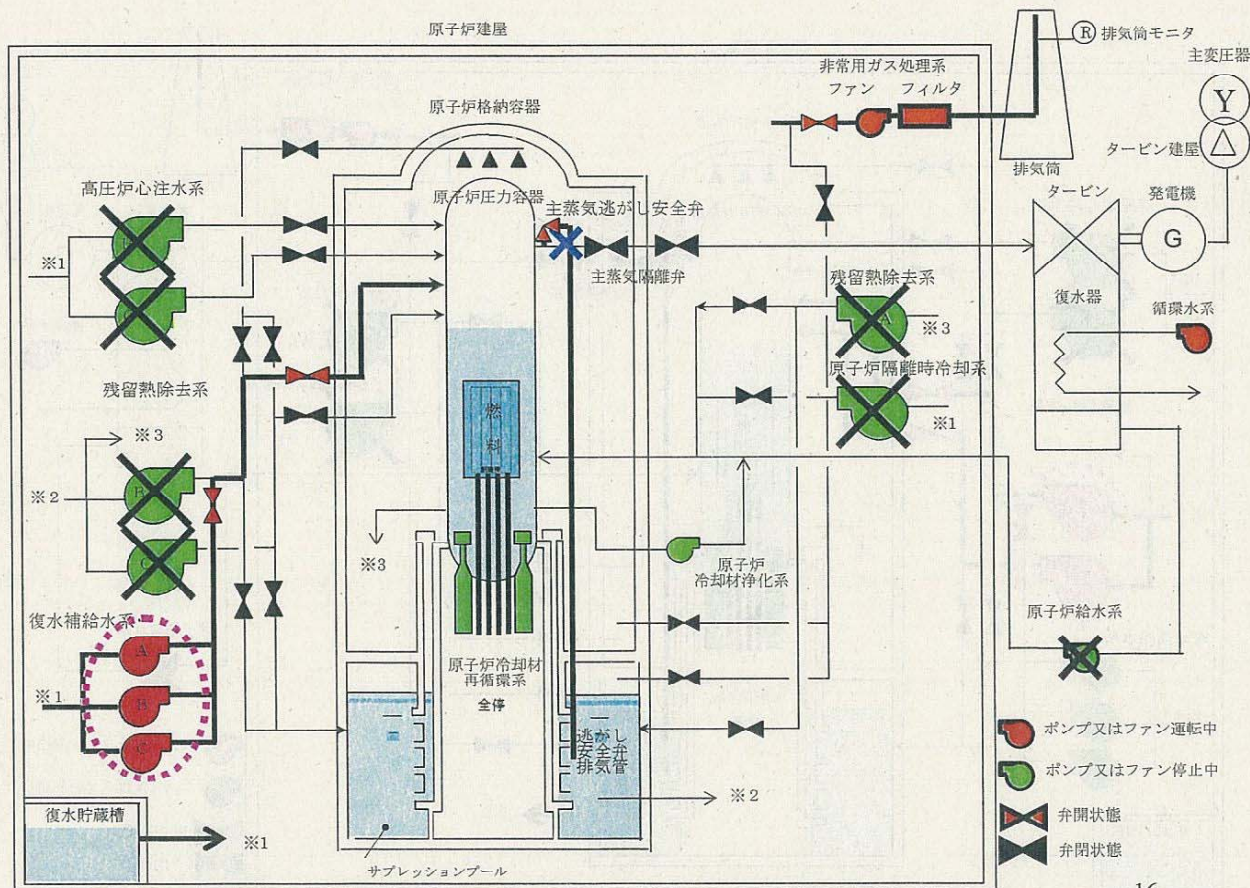 原子炉建屋
Ⓡ 排気筒モニタ
主変圧器
Y
△
非常用ガス処理系
ファン フィルタ
排気筒
タービン建屋
原子炉格納容器
高圧炉心注水系
原子炉圧力容器
主蒸気逃がし安全弁
主蒸気隔離弁
タービン
発電機
G
※1
残留熱除去系
A
※3
復水器
循環水系
原子炉隔離時冷却系
※1
残留熱除去系
※3
※2
B
C
燃料
※3
原子炉
冷却材浄化系
原子炉給水系
復水補給水系
A
B
C
※1
原子炉冷却材
再循環系
全停
逃がし
安全弁
排気管
※2
復水貯蔵槽
※1
サプレッションプール
ポンプ又はファン運転中
ポンプ又はファン停止中
弁開状態
弁閉状態